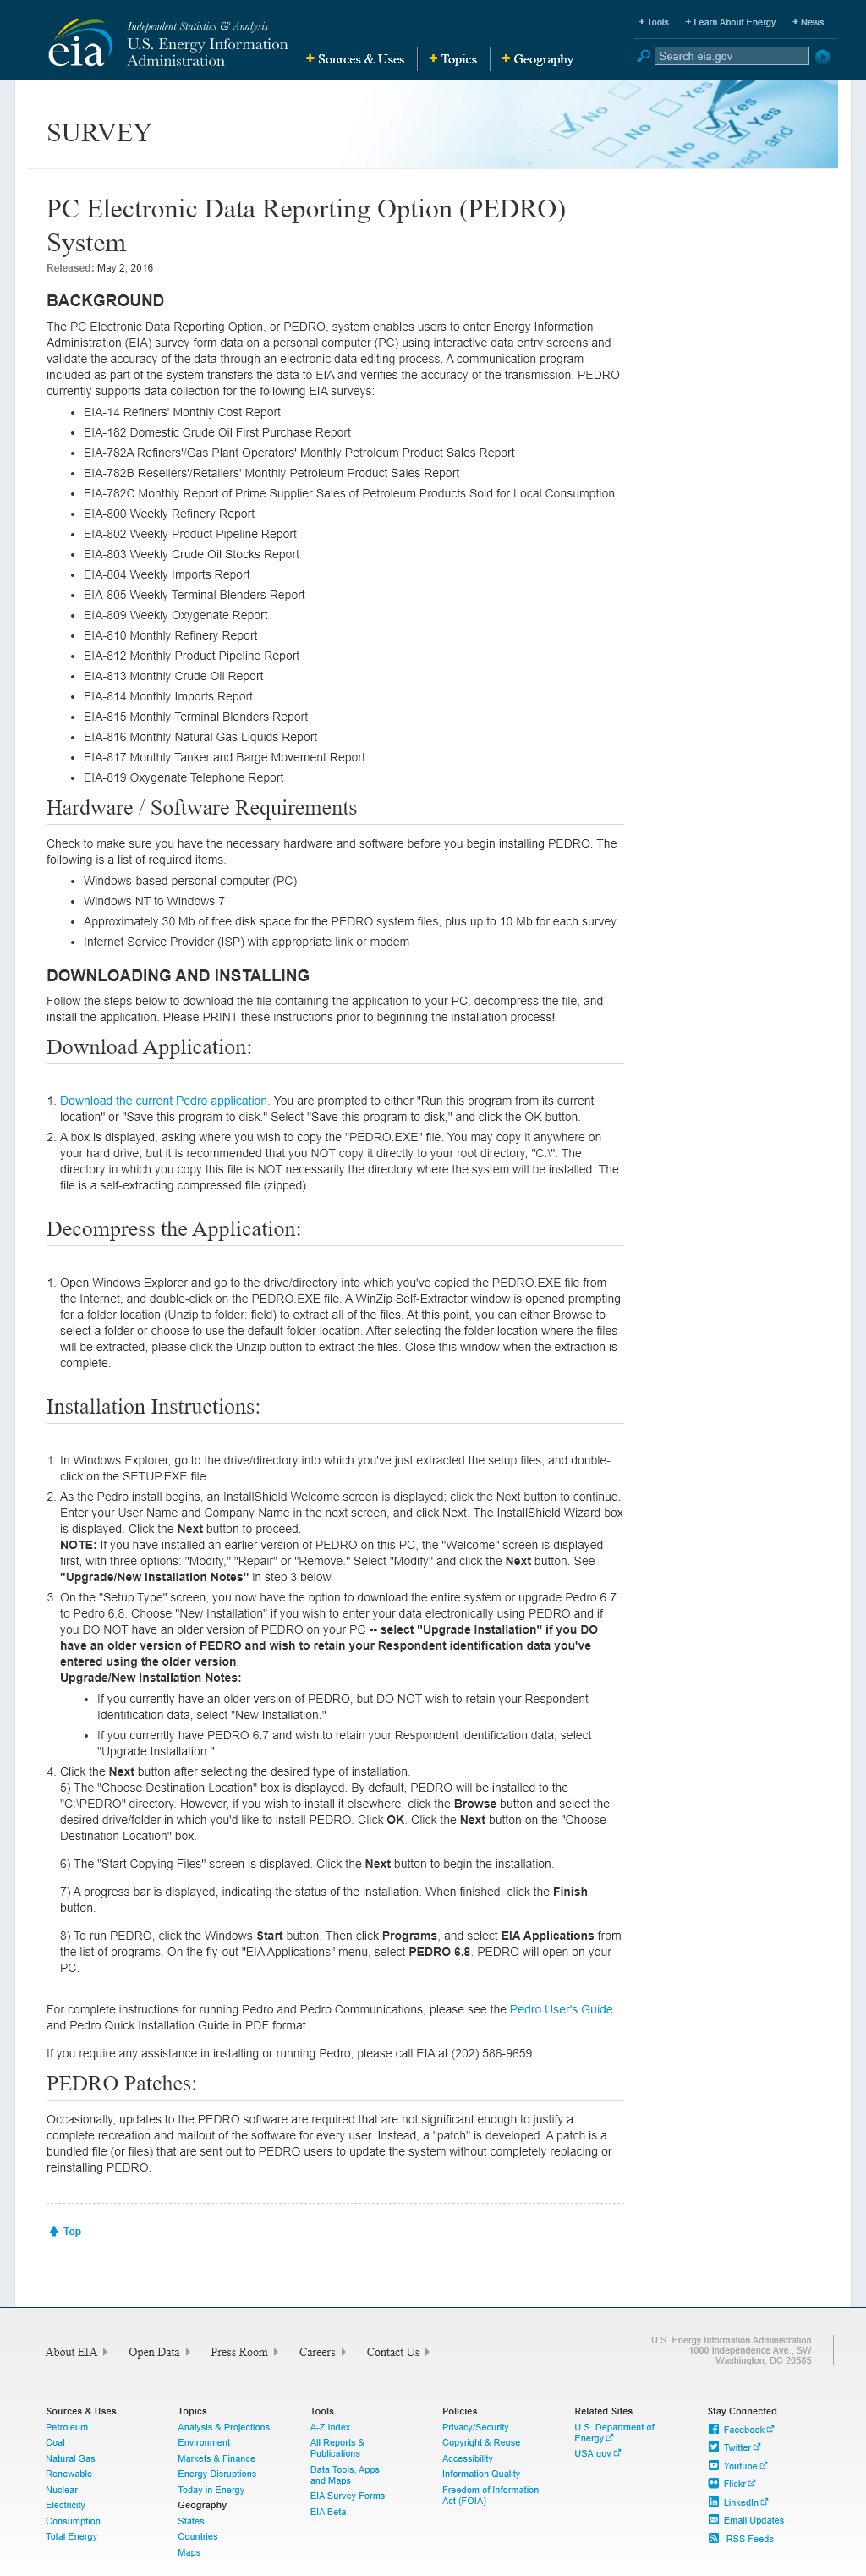 eia
Independent Statistics & Analysis
U.S. Energy Information
Administration
+ Sources & Uses
+ Topics
+ Geography
+ Tools
+ Learn About Energy
+ News
Search eia.gov
SURVEY
Yes
No
Yes
No
Yes
No
PC Electronic Data Reporting Option (PEDRO)
System
Released: May 2, 2016
BACKGROUND
The PC Electronic Data Reporting Option, or PEDRO, system enables users to enter Energy Information
Administration (EIA) survey form data on a personal computer (PC) using interactive data entry screens and
validate the accuracy of the data through an electronic data editing process. A communication program
included as part of the system transfers the data to EIA and verifies the accuracy of the transmission. PEDRO
currently supports data collection for the following EIA surveys:
• EIA-14 Refiners' Monthly Cost Report
• EIA-182 Domestic Crude Oil First Purchase Report
• EIA-782A Refiners'/Gas Plant Operators' Monthly Petroleum Product Sales Report
• EIA-782B Resellers'/Retailers' Monthly Petroleum Product Sales Report
• EIA-782C Monthly Report of Prime Supplier Sales of Petroleum Products Sold for Local Consumption
• EIA-800 Weekly Refinery Report
• EIA-802 Weekly Product Pipeline Report
• EIA-803 Weekly Crude Oil Stocks Report
• EIA-804 Weekly Imports Report
• EIA-805 Weekly Terminal Blenders Report
• EIA-809 Weekly Oxygenate Report
• EIA-810 Monthly Refinery Report
• EIA-812 Monthly Product Pipeline Report
• EIA-813 Monthly Crude Oil Report
• EIA-814 Monthly Imports Report
• EIA-815 Monthly Terminal Blenders Report
• EIA-816 Monthly Natural Gas Liquids Report
• EIA-817 Monthly Tanker and Barge Movement Report
• EIA-819 Oxygenate Telephone Report
Hardware / Software Requirements
Check to make sure you have the necessary hardware and software before you begin installing PEDRO. The
following is a list of required items.
• Windows-based personal computer (PC)
• Windows NT to Windows 7
• Approximately 30 Mb of free disk space for the PEDRO system files, plus up to 10 Mb for each survey
• Internet Service Provider (ISP) with appropriate link or modem
DOWNLOADING AND INSTALLING
Follow the steps below to download the file containing the application to your PC, decompress the file, and
install the application. Please PRINT these instructions prior to beginning the installation process!
Download Application:
1. Download the current Pedro application. You are prompted to either "Run this program from its current
location" or "Save this program to disk." Select "Save this program to disk," and click the OK button.
2. A box is displayed, asking where you wish to copy the "PEDRO.EXE" file. You may copy it anywhere on
your hard drive, but it is recommended that you NOT copy it directly to your root directory, "C:\". The
directory in which you copy this file is NOT necessarily the directory where the system will be installed. The
file is a self-extracting compressed file (zipped).
Decompress the Application:
1. Open Windows Explorer and go to the drive/directory into which you've copied the PEDRO.EXE file from
the Internet, and double-click on the PEDRO.EXE file. A WinZip Self-Extractor window is opened prompting
for a folder location (Unzip to folder: field) to extract all of the files. At this point, you can either Browse to
select a folder or choose to use the default folder location. After selecting the folder location where the files
will be extracted, please click the Unzip button to extract the files. Close this window when the extraction is
complete.
Installation Instructions:
1. In Windows Explorer, go to the drive/directory into which you've just extracted the setup files, and double-
click on the SETUP.EXE file.
2. As the Pedro install begins, an InstallShield Welcome screen is displayed; click the Next button to continue.
Enter your User Name and Company Name in the next screen, and click Next. The InstallShield Wizard box
is displayed. Click the Next button to proceed.
NOTE: If you have installed an earlier version of PEDRO on this PC, the "Welcome" screen is displayed
first, with three options: "Modify," "Repair" or "Remove." Select "Modify" and click the Next button. See
"Upgrade/New Installation Notes" in step 3 below.
3. On the "Setup Type" screen, you now have the option to download the entire system or upgrade Pedro 6.7
to Pedro 6.8. Choose "New Installation" if you wish to enter your data electronically using PEDRO and if
you DO NOT have an older version of PEDRO on your PC -- select "Upgrade Installation" if you DO
have an older version of PEDRO and wish to retain your Respondent identification data you've
entered using the older version.
Upgrade/New Installation Notes:
• If you currently have an older version of PEDRO, but DO NOT wish to retain your Respondent
Identification data, select "New Installation."
• If you currently have PEDRO 6.7 and wish to retain your Respondent identification data, select
"Upgrade Installation."
4. Click the Next button after selecting the desired type of installation.
5) The "Choose Destination Location" box is displayed. By default, PEDRO will be installed to the
"C:\PEDRO" directory. However, if you wish to install it elsewhere, click the Browse button and select the
desired drive/folder in which you'd like to install PEDRO. Click OK. Click the Next button on the "Choose
Destination Location" box.
6) The "Start Copying Files" screen is displayed. Click the Next button to begin the installation.
7) A progress bar is displayed, indicating the status of the installation. When finished, click the Finish
button.
8) To run PEDRO, click the Windows Start button. Then click Programs, and select EIA Applications from
the list of programs. On the fly-out "EIA Applications" menu, select PEDRO 6.8. PEDRO will open on your
PC.
For complete instructions for running Pedro and Pedro Communications, please see the Pedro User's Guide
and Pedro Quick Installation Guide in PDF format.
If you require any assistance in installing or running Pedro, please call EIA at (202) 586-9659.
PEDRO Patches:
Occasionally, updates to the PEDRO software are required that are not significant enough to justify a
complete recreation and mailout of the software for every user. Instead, a "patch" is developed. A patch is a
bundled file (or files) that are sent out to PEDRO users to update the system without completely replacing or
reinstalling PEDRO.
Top
About EIA
Open Data
Press Room
Careers
Contact Us
U.S. Energy Information Administration
1000 Independence Ave., SW
Washington, DC 20585
Sources & Uses
Petroleum
Coal
Natural Gas
Renewable
Nuclear
Electricity
Consumption
Total Energy
Topics
Analysis & Projections
Environment
Markets & Finance
Energy Disruptions
Today in Energy
Geography
States
Countries
Maps
Tools
A-Z Index
All Reports &
Publications
Data Tools, Apps,
and Maps
EIA Survey Forms
EIA Beta
Policies
Privacy/Security
Copyright & Reuse
Accessibility
Information Quality
Freedom of Information
Act (FOIA)
Related Sites
U.S. Department of
Energy
USA.gov
Stay Connected
Facebook
Twitter
Youtube
Flickr
LinkedIn
Email Updates
RSS Feeds